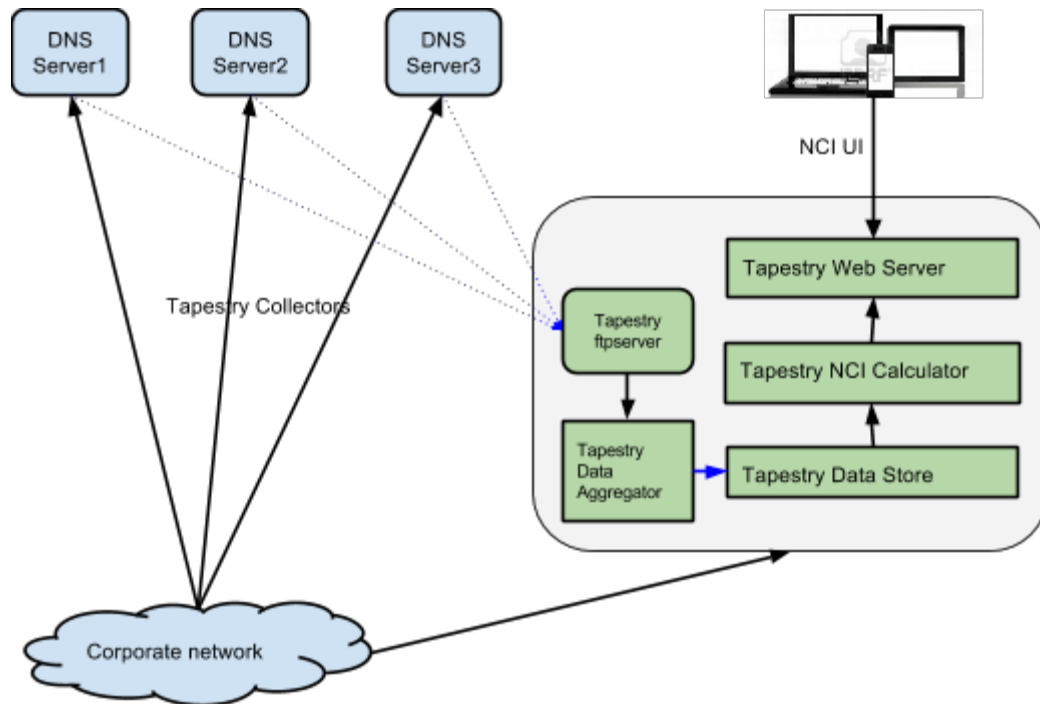 DNS
Server1
DNS
Server2
DNS
Server3
NCI UI
Tapestry Web Server
Tapestry Collectors
Tapestry
ftpserver
Tapestry NCI Calculator
Tapestry
Data
Aggregator
Tapestry Data Store
Corporate network